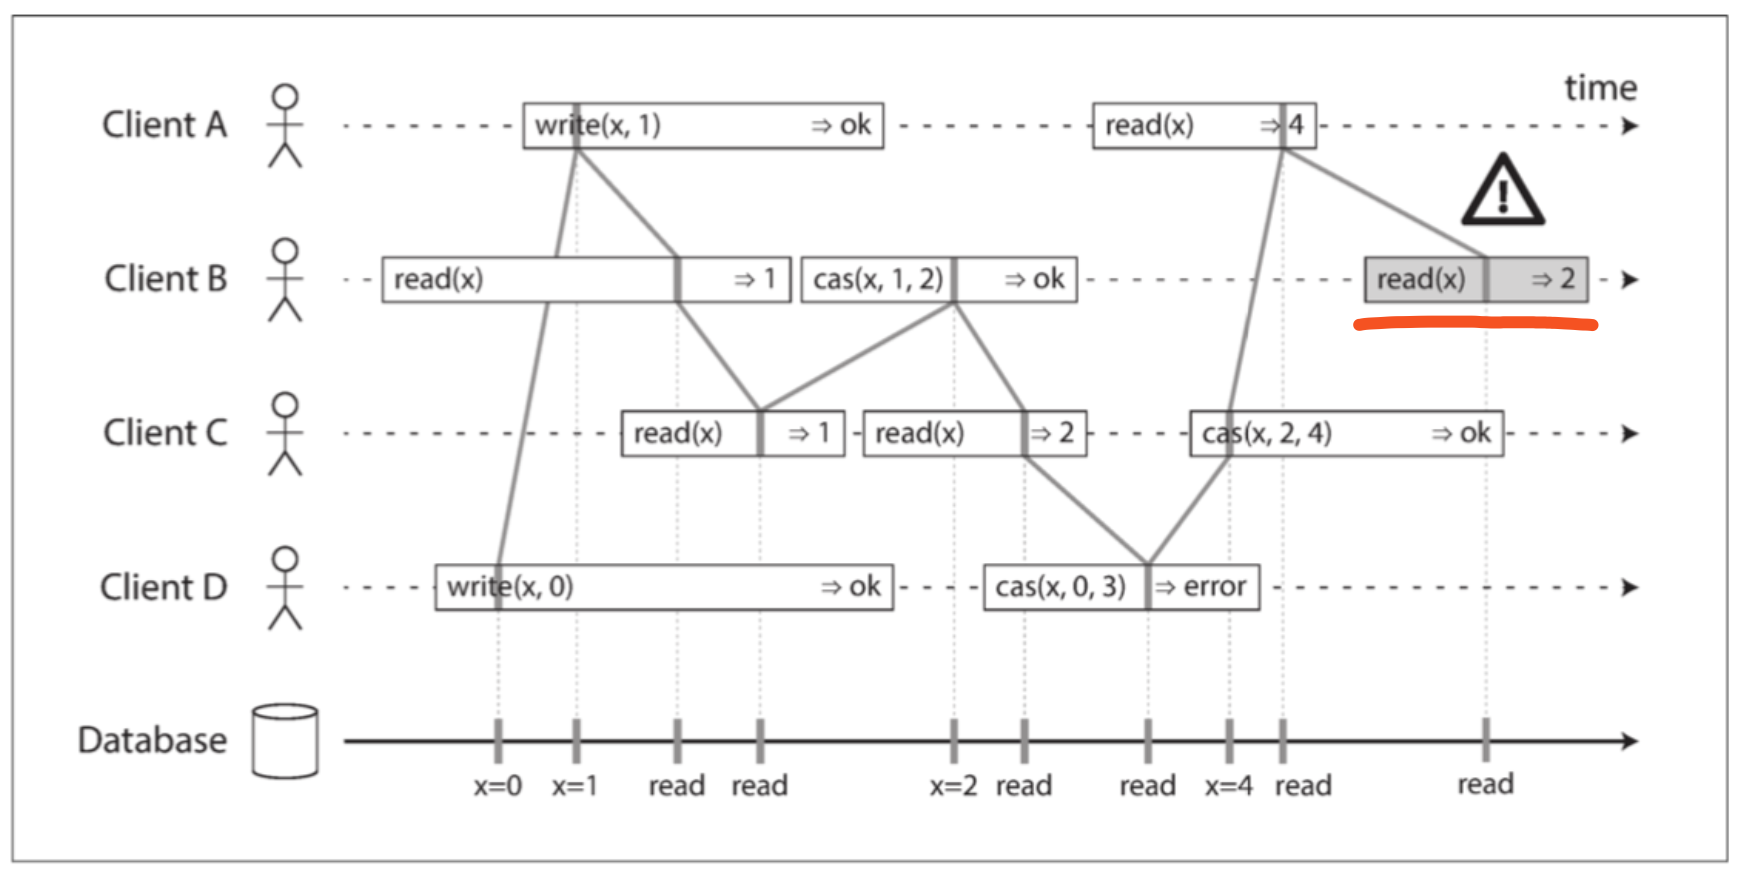 time
Client A
write(x, 1) ⇒ ok
read(x) ⇒ 4
!
Client B
read(x) ⇒ 1
cas(x, 1, 2) ⇒ ok
read(x) ⇒ 2
Client C
read(x) ⇒ 1
read(x) ⇒ 2
cas(x, 2, 4) ⇒ ok
Client D
write(x, 0) ⇒ ok
cas(x, 0, 3) ⇒ error
Database
x=0 x=1 read read x=2 read read x=4 read read